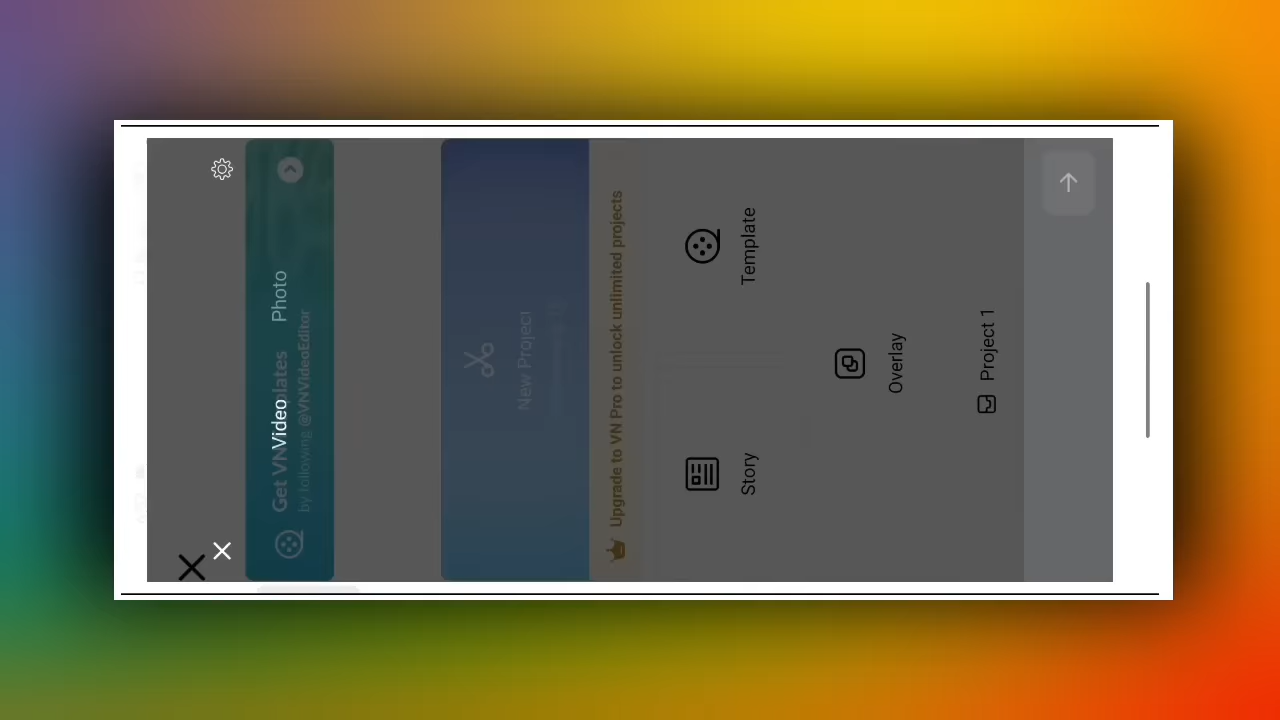 Video
Photo
Get VN
plates
by following @VNVideoEditor
New Project
Upgrade to VN Pro to unlock unlimited projects
Story
Template
Overlay
Project 1